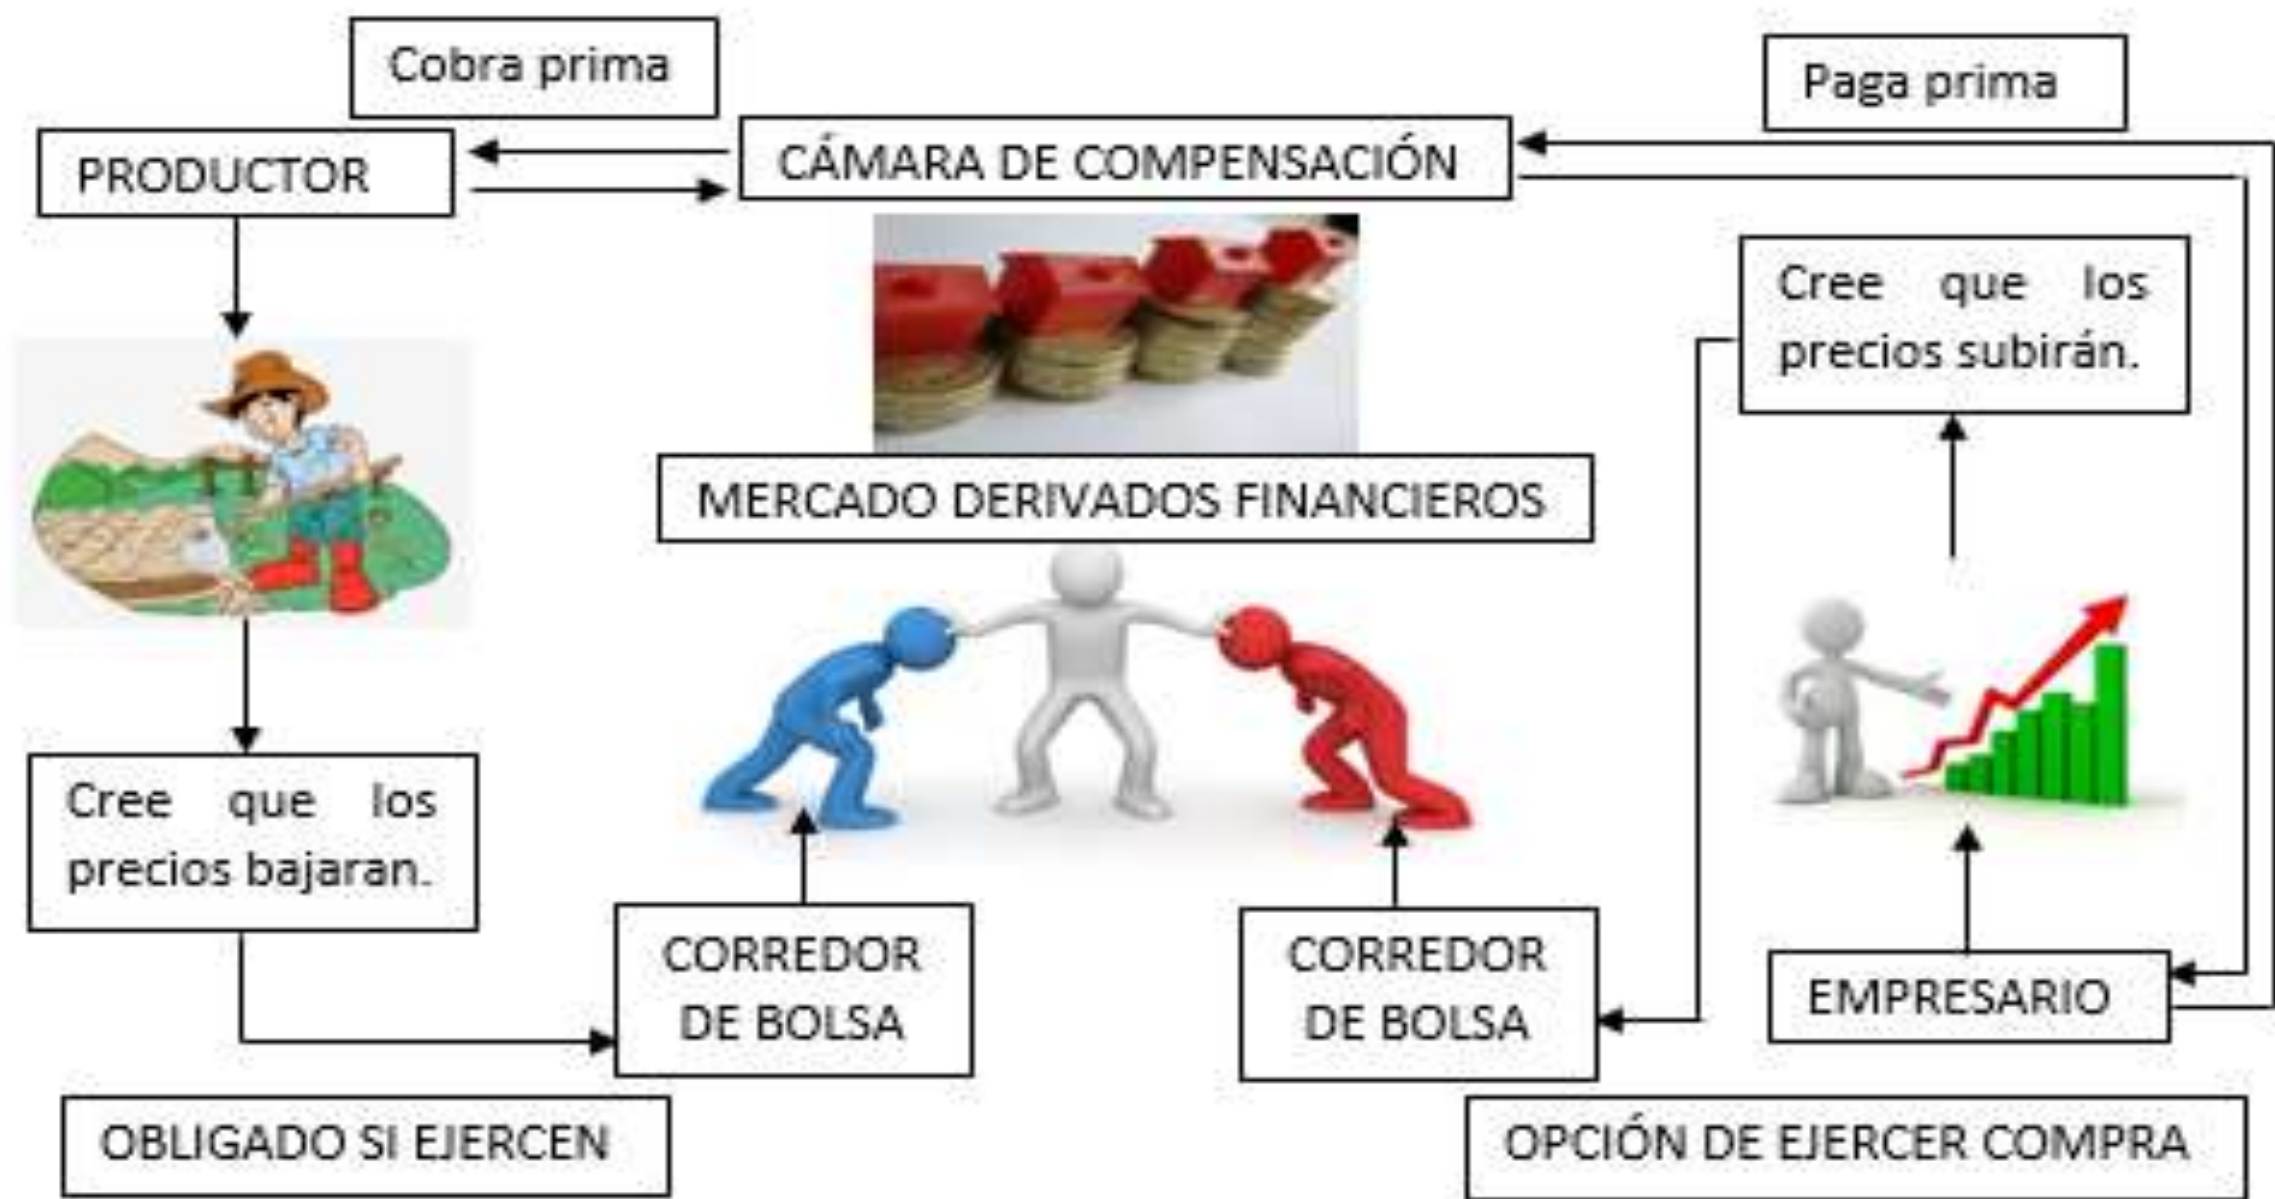 Cobra prima
Paga prima
PRODUCTOR
CÁMARA DE COMPENSACIÓN
Cree que los
precios subirán.
MERCADO DERIVADOS FINANCIEROS
Cree que los
precios bajaran.
CORREDOR
DE BOLSA
CORREDOR
DE BOLSA
EMPRESARIO
OBLIGADO SI EJERCEN
OPCIÓN DE EJERCER COMPRA